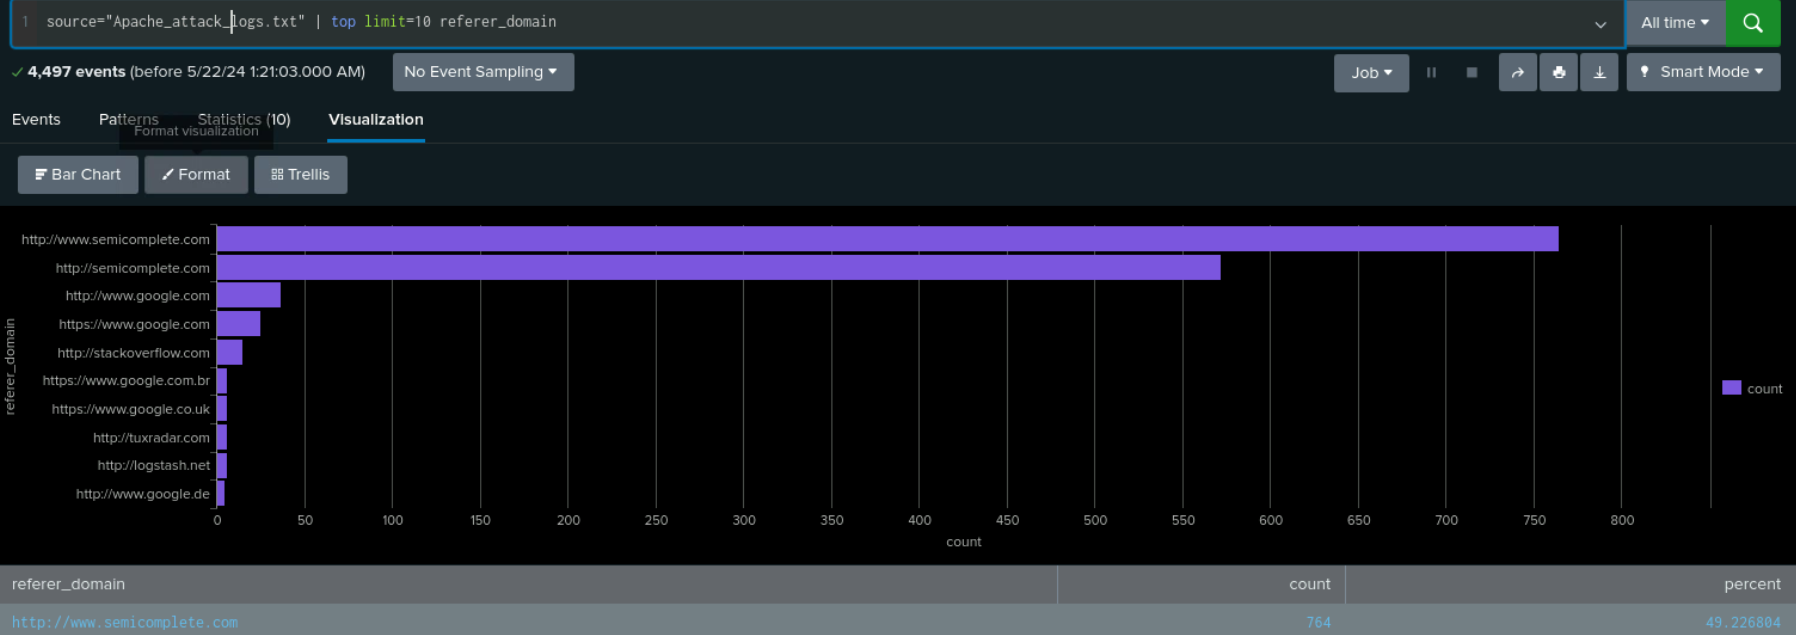 1 source="Apache_attack_logs.txt" | top limit=10 referer_domain
All time
4,497 events (before 5/22/24 1:21:03.000 AM)
No Event Sampling
Job
Smart Mode
Events
Patterns
Statistics (10)
Visualization
Format visualization
Bar Chart
Format
Trellis
referer_domain
http://www.semicomplete.com
http://semicomplete.com
http://www.google.com
https://www.google.com
http://stackoverflow.com
https://www.google.com.br
https://www.google.co.uk
http://tuxradar.com
http://logstash.net
http://www.google.de
0 50 100 150 200 250 300 350 400 450 500 550 600 650 700 750 800
count
count
referer_domain count percent
http://www.semicomplete.com 764 49.226804